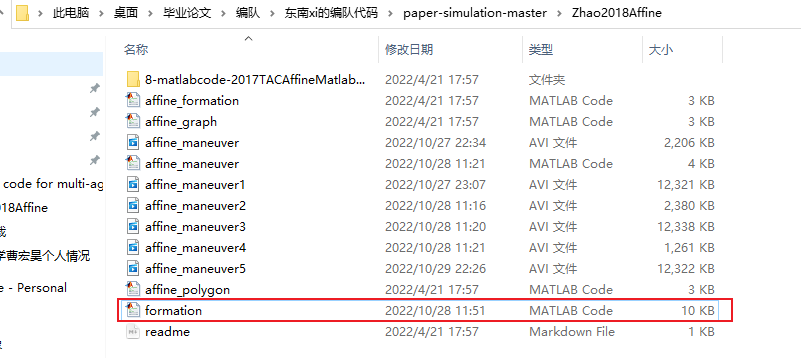 此电脑 > 桌面 > 毕业论文 > 编队 > 东南xi的编队代码 > paper-simulation-master > Zhao2018Affine
名称 修改日期 类型 大小
8-matlabcode-2017TACAffineMatlab... 2022/4/21 17:57 文件夹
affine_formation 2022/4/21 17:57 MATLAB Code 3 KB
affine_graph 2022/4/21 17:57 MATLAB Code 3 KB
affine_maneuver 2022/10/27 22:34 AVI 文件 2,206 KB
affine_maneuver 2022/10/28 11:21 MATLAB Code 4 KB
affine_maneuver1 2022/10/27 23:07 AVI 文件 12,321 KB
code for multi-ag
affine_maneuver2 2022/10/28 11:16 AVI 文件 2,380 KB
018Affine
affine_maneuver3 2022/10/28 11:20 AVI 文件 12,338 KB
affine_maneuver4 2022/10/28 11:21 AVI 文件 1,261 KB
学曹宏昊个人情况
affine_maneuver5 2022/10/29 22:26 AVI 文件 12,322 KB
e - Personal
affine_polygon 2022/4/21 17:57 MATLAB Code 3 KB
formation 2022/10/28 11:51 MATLAB Code 10 KB
readme 2022/4/21 17:57 Markdown File 1 KB